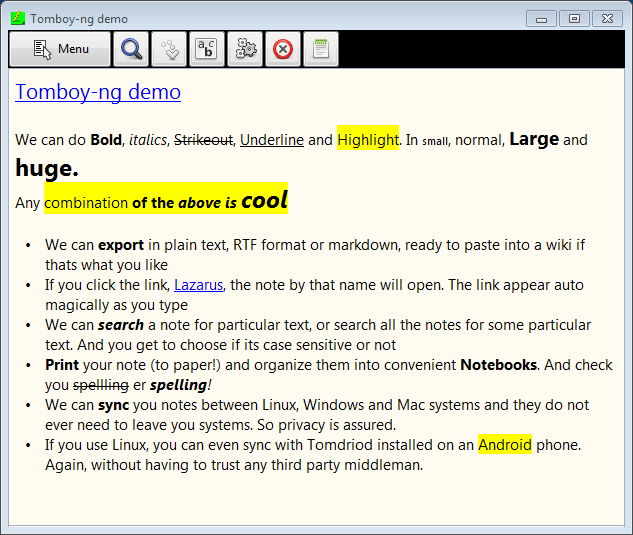 Tomboy-ng demo
Menu
a c b
Tomboy-ng demo
We can do Bold, italics, Strikeout, Underline and Highlight. In small, normal, Large and
huge.
Any combination of the above is cool
• We can export in plain text, RTF format or markdown, ready to paste into a wiki if
thats what you like
• If you click the link, Lazarus, the note by that name will open. The link appear auto
magically as you type
• We can search a note for particular text, or search all the notes for some particular
text. And you get to choose if its case sensitive or not
• Print your note (to paper!) and organize them into convenient Notebooks. And check
you spellling er spelling!
• We can sync you notes between Linux, Windows and Mac systems and they do not
ever need to leave you systems. So privacy is assured.
• If you use Linux, you can even sync with Tomdriod installed on an Android phone.
Again, without having to trust any third party middleman.